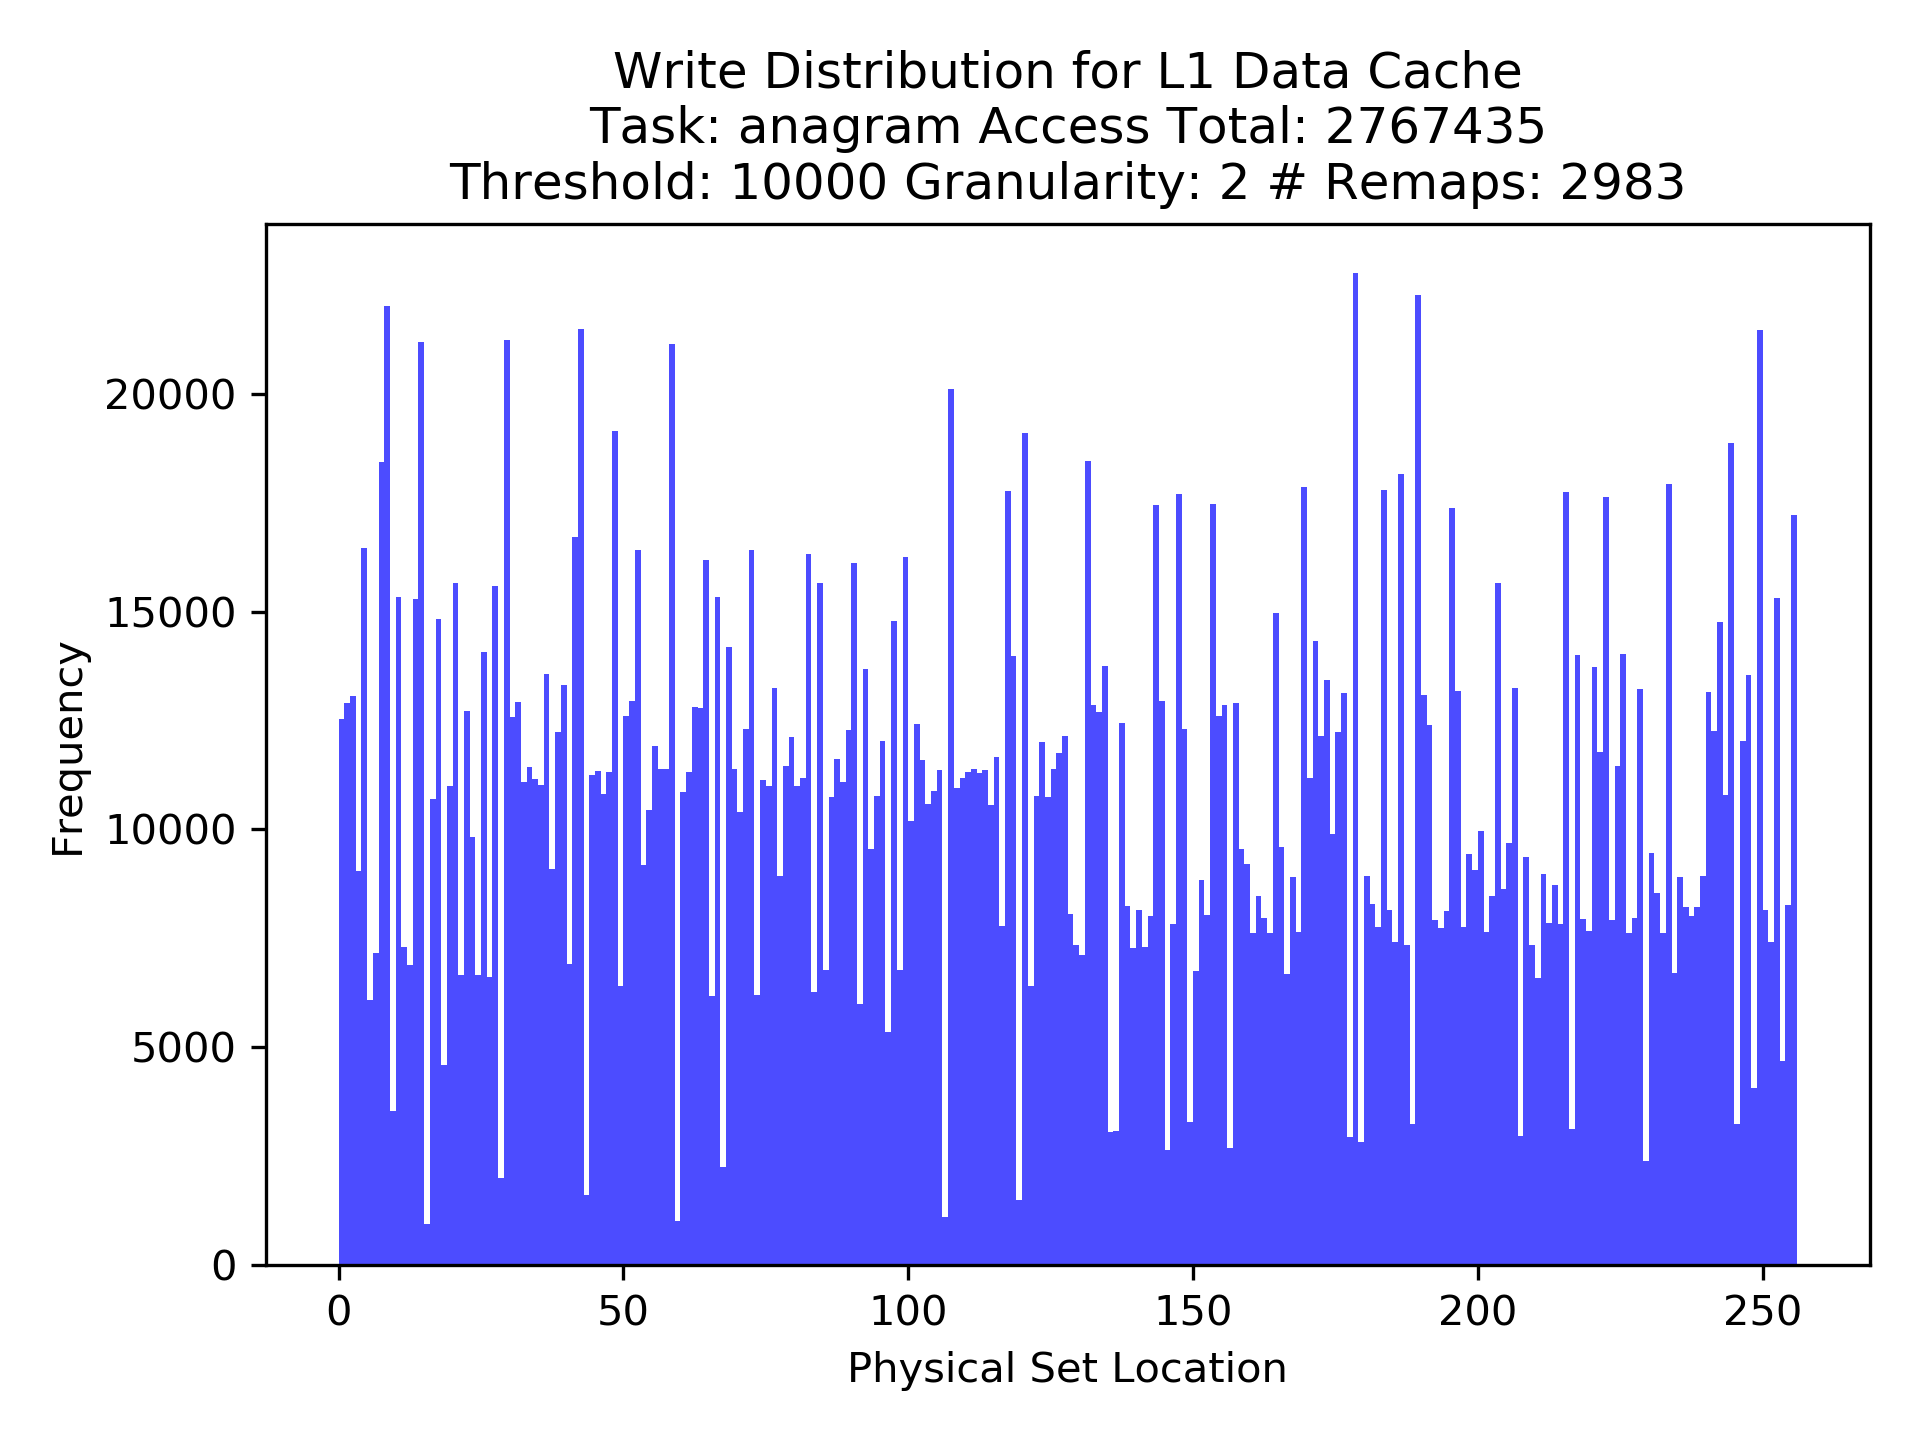 Write Distribution for L1 Data Cache
Task: anagram Access Total: 2767435
Threshold: 10000 Granularity: 2 # Remaps: 2983
Frequency
20000
15000
10000
5000
0
0 50 100 150 200 250
Physical Set Location